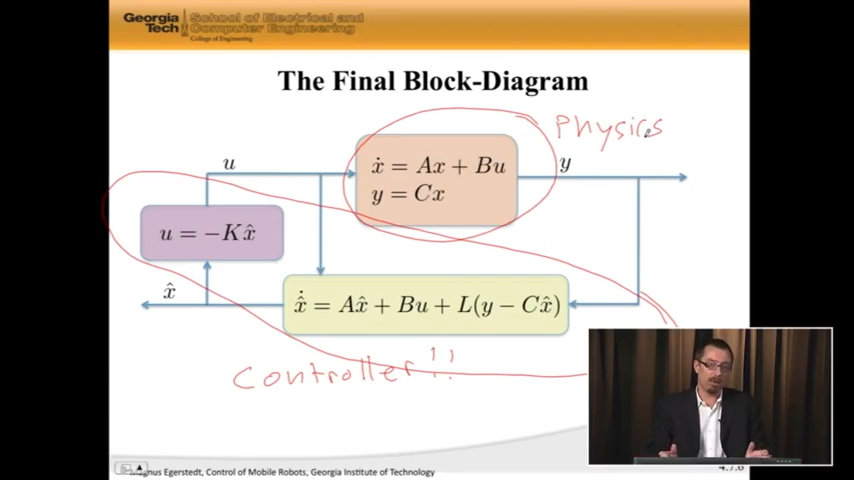 Georgia Tech School of Electrical and Computer Engineering
College of Engineering
The Final Block-Diagram
Physics
u
ẋ = Ax + Bu
y = Cx
y
u = −Kx̂
x̂
x̂̇ = Ax̂ + Bu + L(y − Cx̂)
Controller!!
Magnus Egerstedt, Control of Mobile Robots, Georgia Institute of Technology